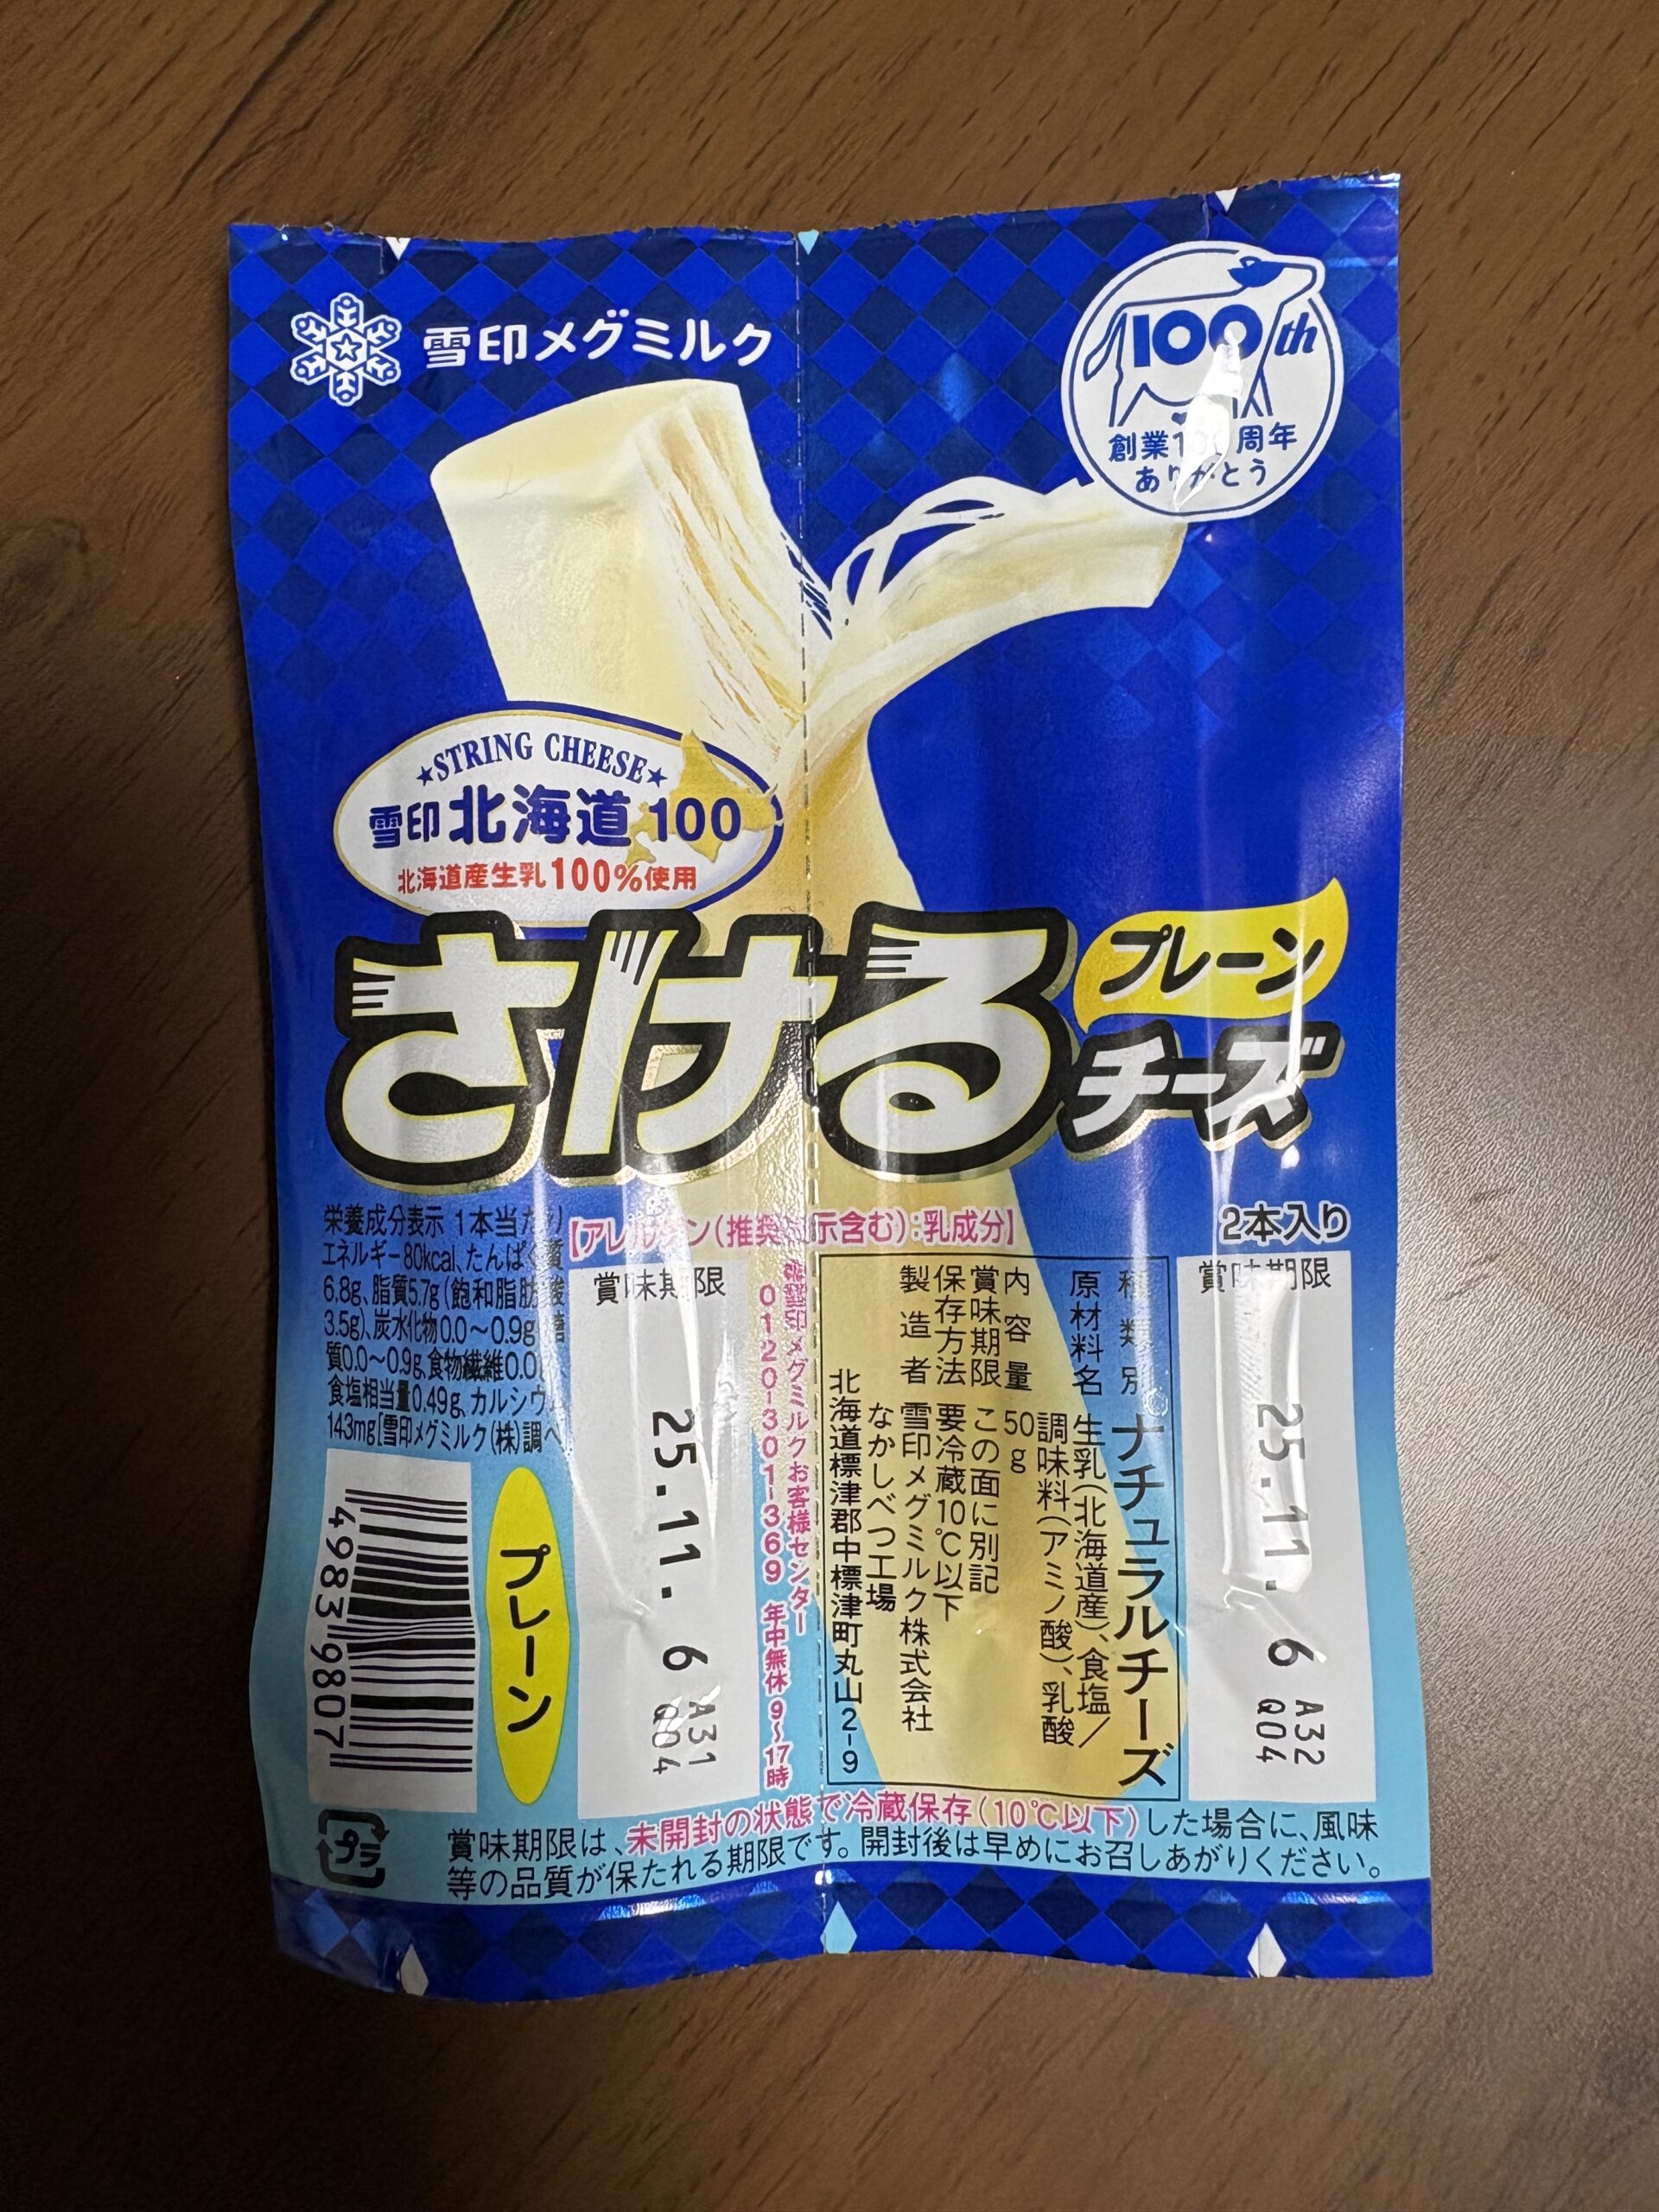 雪印メグミルク
100th
創業100周年
ありがとう
★STRING CHEESE★
雪印北海道100
北海道産生乳100%使用
さける
プレーン
チーズ
栄養成分表示 1本当たり
エネルギー80kcal、たんぱく質
6.8g、脂質5.7g(飽和脂肪酸
3.5g)、炭水化物0.0〜0.9g(糖
質0.0〜0.9g、食物繊維0.0g)、
食塩相当量0.49g、カルシウム
143mg[雪印メグミルク(株)調べ]
【アレルゲン(推奨表示含む):乳成分】
2本入り
種類別 ナチュラルチーズ
原材料名 生乳(北海道産)、食塩/
調味料(アミノ酸)、乳酸
内容量 50g
賞味期限 この面に別記
保存方法 要冷蔵10℃以下
製造者 雪印メグミルク株式会社
なかしべつ工場
北海道標津郡中標津町丸山2-9
雪印メグミルクお客様センター
0120-301-369 年中無休 9〜17時
賞味期限
25.11.6
A31
Q04
賞味期限
25.11.6
A32
Q04
プレーン
4983 9807
プラ
賞味期限は、未開封の状態で冷蔵保存(10℃以下)した場合に、風味
等の品質が保たれる期限です。開封後は早めにお召しあがりください。